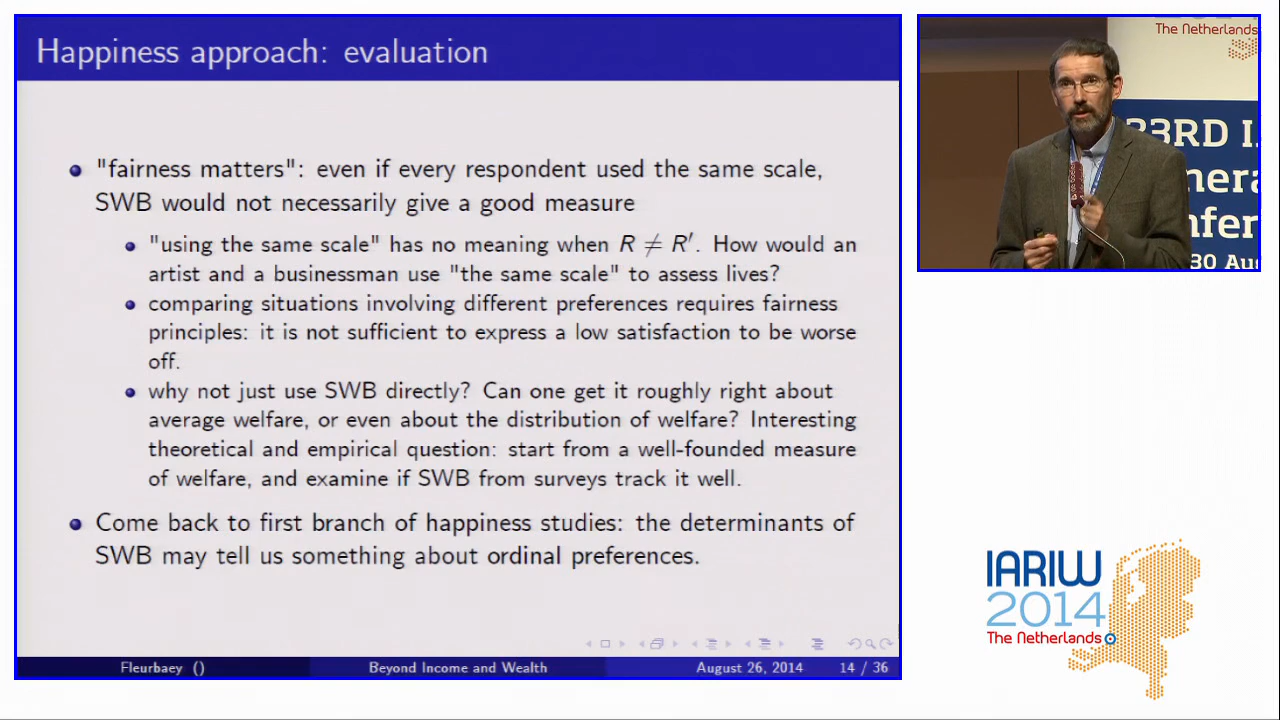 Happiness approach: evaluation
"fairness matters": even if every respondent used the same scale,
SWB would not necessarily give a good measure
"using the same scale" has no meaning when R ≠ R′. How would an
artist and a businessman use "the same scale" to assess lives?
comparing situations involving different preferences requires fairness
principles: it is not sufficient to express a low satisfaction to be worse
off.
why not just use SWB directly? Can one get it roughly right about
average welfare, or even about the distribution of welfare? Interesting
theoretical and empirical question: start from a well-founded measure
of welfare, and examine if SWB from surveys track it well.
Come back to first branch of happiness studies: the determinants of
SWB may tell us something about ordinal preferences.
Fleurbaey () Beyond Income and Wealth August 26, 2014 14 / 36
The Netherlands
33RD I
nera
nfer
30 Aug
IARIW
2014
The Netherlands